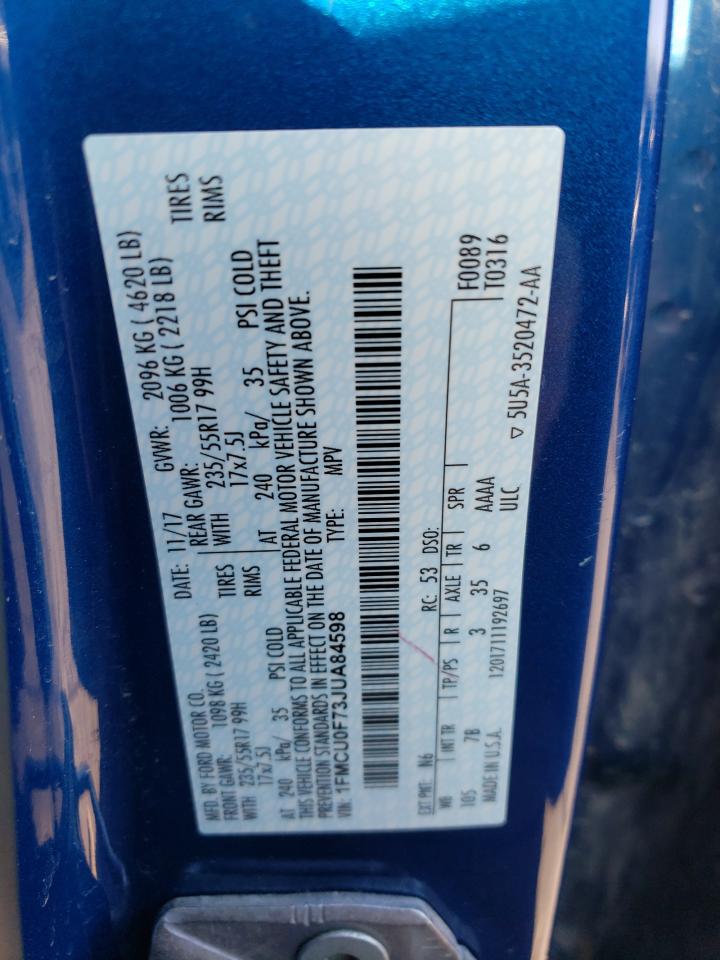 MFD. BY FORD MOTOR CO.
DATE: 11/17 GVWR: 2096 KG ( 4620 LB)
FRONT GAWR: 1098 KG ( 2420 LB) REAR GAWR: 1006 KG ( 2218 LB)
WITH 235/55R17 99H TIRES WITH 235/55R17 99H TIRES
17x7.5J RIMS 17x7.5J RIMS
AT 240 kPa/ 35 PSI COLD AT 240 kPa/ 35 PSI COLD
THIS VEHICLE CONFORMS TO ALL APPLICABLE FEDERAL MOTOR VEHICLE SAFETY AND THEFT
PREVENTION STANDARDS IN EFFECT ON THE DATE OF MANUFACTURE SHOWN ABOVE.
VIN: 1FMCU0F73JUA84598 TYPE: MPV
EXT PNT: N6 RC: 53 DSO: F0089
WB INT TR TP/PS R AXLE TR SPR T0316
105 7B 3 35 6 AAAA
MADE IN U.S.A. 1201711192697 ULC ▽ 5U5A-3520472-AA